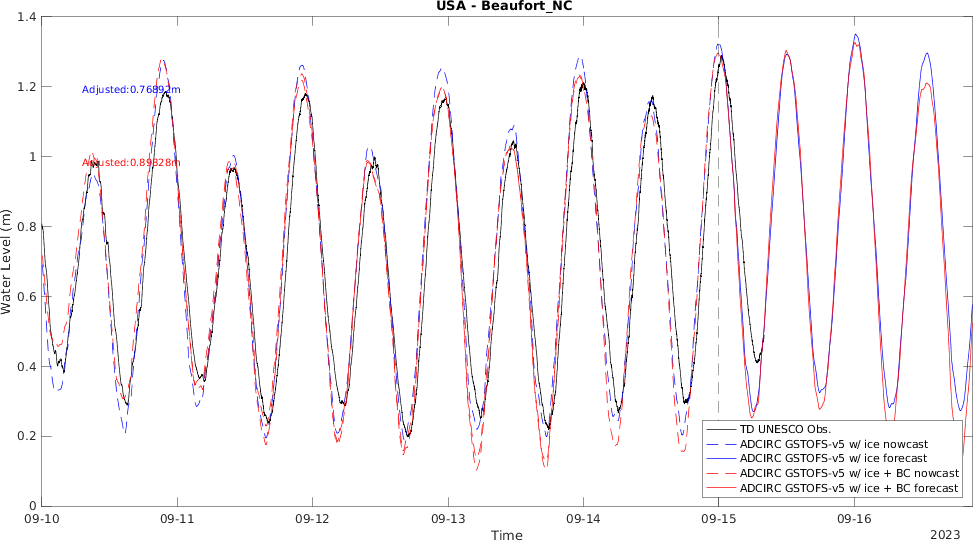 USA - Beaufort_NC
1.4
1.2
1
0.8
0.6
0.4
0.2
0
Water Level (m)
Adjusted:0.76892m
Adjusted:0.89828m
09-10
09-11
09-12
09-13
09-14
09-15
09-16
Time
2023
TD UNESCO Obs.
ADCIRC GSTOFS-v5 w/ ice nowcast
ADCIRC GSTOFS-v5 w/ ice forecast
ADCIRC GSTOFS-v5 w/ ice + BC nowcast
ADCIRC GSTOFS-v5 w/ ice + BC forecast